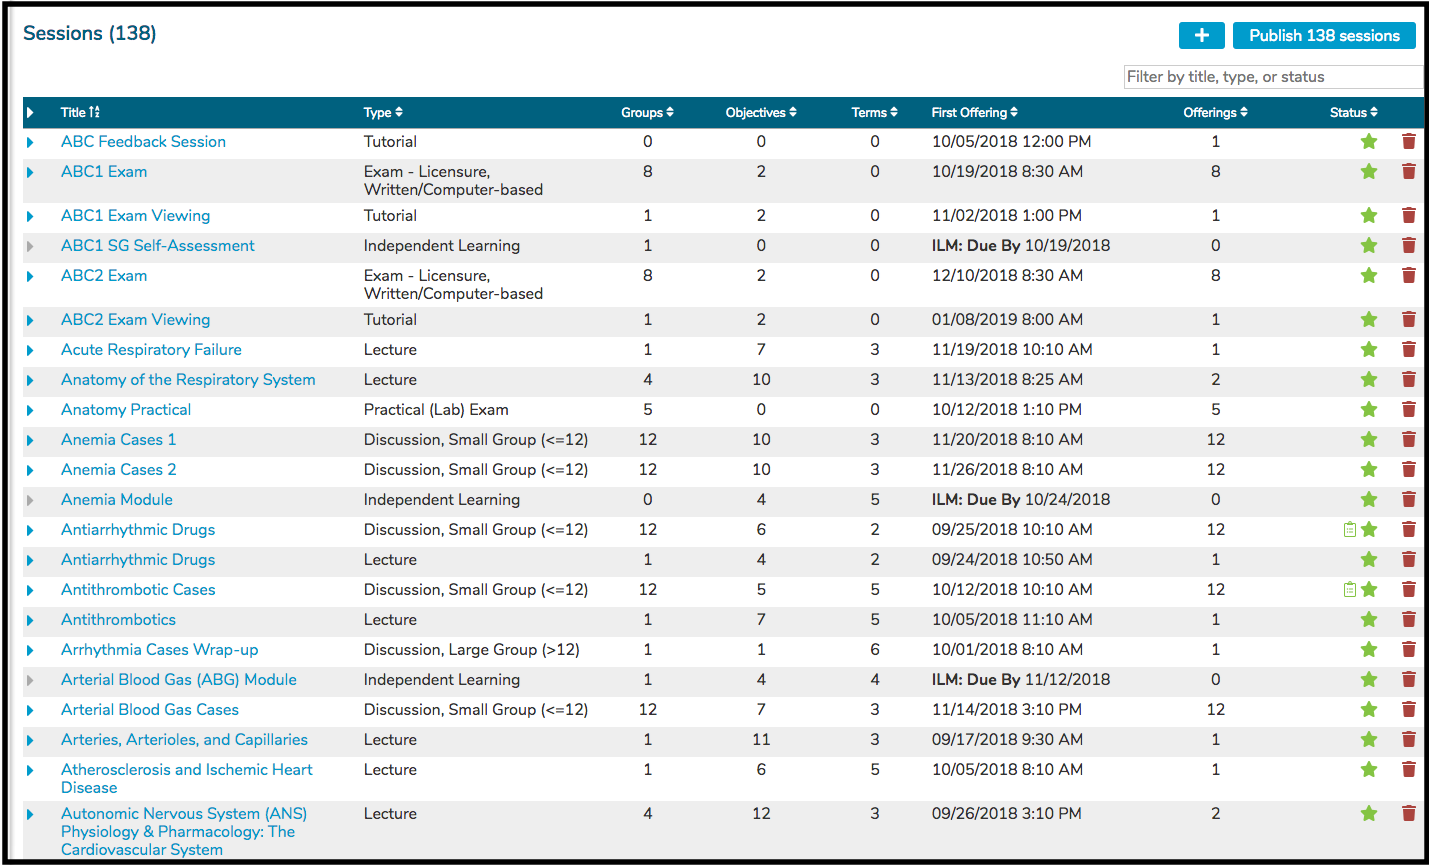 Sessions (138)
+ Publish 138 sessions
Filter by title, type, or status
Title Type Groups Objectives Terms First Offering Offerings Status
ABC Feedback Session Tutorial 0 0 0 10/05/2018 12:00 PM 1
ABC1 Exam Exam - Licensure, 8 2 0 10/19/2018 8:30 AM 8
Written/Computer-based
ABC1 Exam Viewing Tutorial 1 2 0 11/02/2018 1:00 PM 1
ABC1 SG Self-Assessment Independent Learning 1 0 0 ILM: Due By 10/19/2018 0
ABC2 Exam Exam - Licensure, 8 2 0 12/10/2018 8:30 AM 8
Written/Computer-based
ABC2 Exam Viewing Tutorial 1 2 0 01/08/2019 8:00 AM 1
Acute Respiratory Failure Lecture 1 7 3 11/19/2018 10:10 AM 1
Anatomy of the Respiratory System Lecture 4 10 3 11/13/2018 8:25 AM 2
Anatomy Practical Practical (Lab) Exam 5 0 0 10/12/2018 1:10 PM 5
Anemia Cases 1 Discussion, Small Group (<=12) 12 10 3 11/20/2018 8:10 AM 12
Anemia Cases 2 Discussion, Small Group (<=12) 12 10 3 11/26/2018 8:10 AM 12
Anemia Module Independent Learning 0 4 5 ILM: Due By 10/24/2018 0
Antiarrhythmic Drugs Discussion, Small Group (<=12) 12 6 2 09/25/2018 10:10 AM 12
Antiarrhythmic Drugs Lecture 1 4 2 09/24/2018 10:50 AM 1
Antithrombotic Cases Discussion, Small Group (<=12) 12 5 5 10/12/2018 10:10 AM 12
Antithrombotics Lecture 1 7 5 10/05/2018 11:10 AM 1
Arrhythmia Cases Wrap-up Discussion, Large Group (>12) 1 1 6 10/01/2018 8:10 AM 1
Arterial Blood Gas (ABG) Module Independent Learning 1 4 4 ILM: Due By 11/12/2018 0
Arterial Blood Gas Cases Discussion, Small Group (<=12) 12 7 3 11/14/2018 3:10 PM 12
Arteries, Arterioles, and Capillaries Lecture 1 11 3 09/17/2018 9:30 AM 1
Atherosclerosis and Ischemic Heart Lecture 1 6 5 10/05/2018 8:10 AM 1
Disease
Autonomic Nervous System (ANS) Lecture 4 12 3 09/26/2018 3:10 PM 2
Physiology & Pharmacology: The
Cardiovascular System